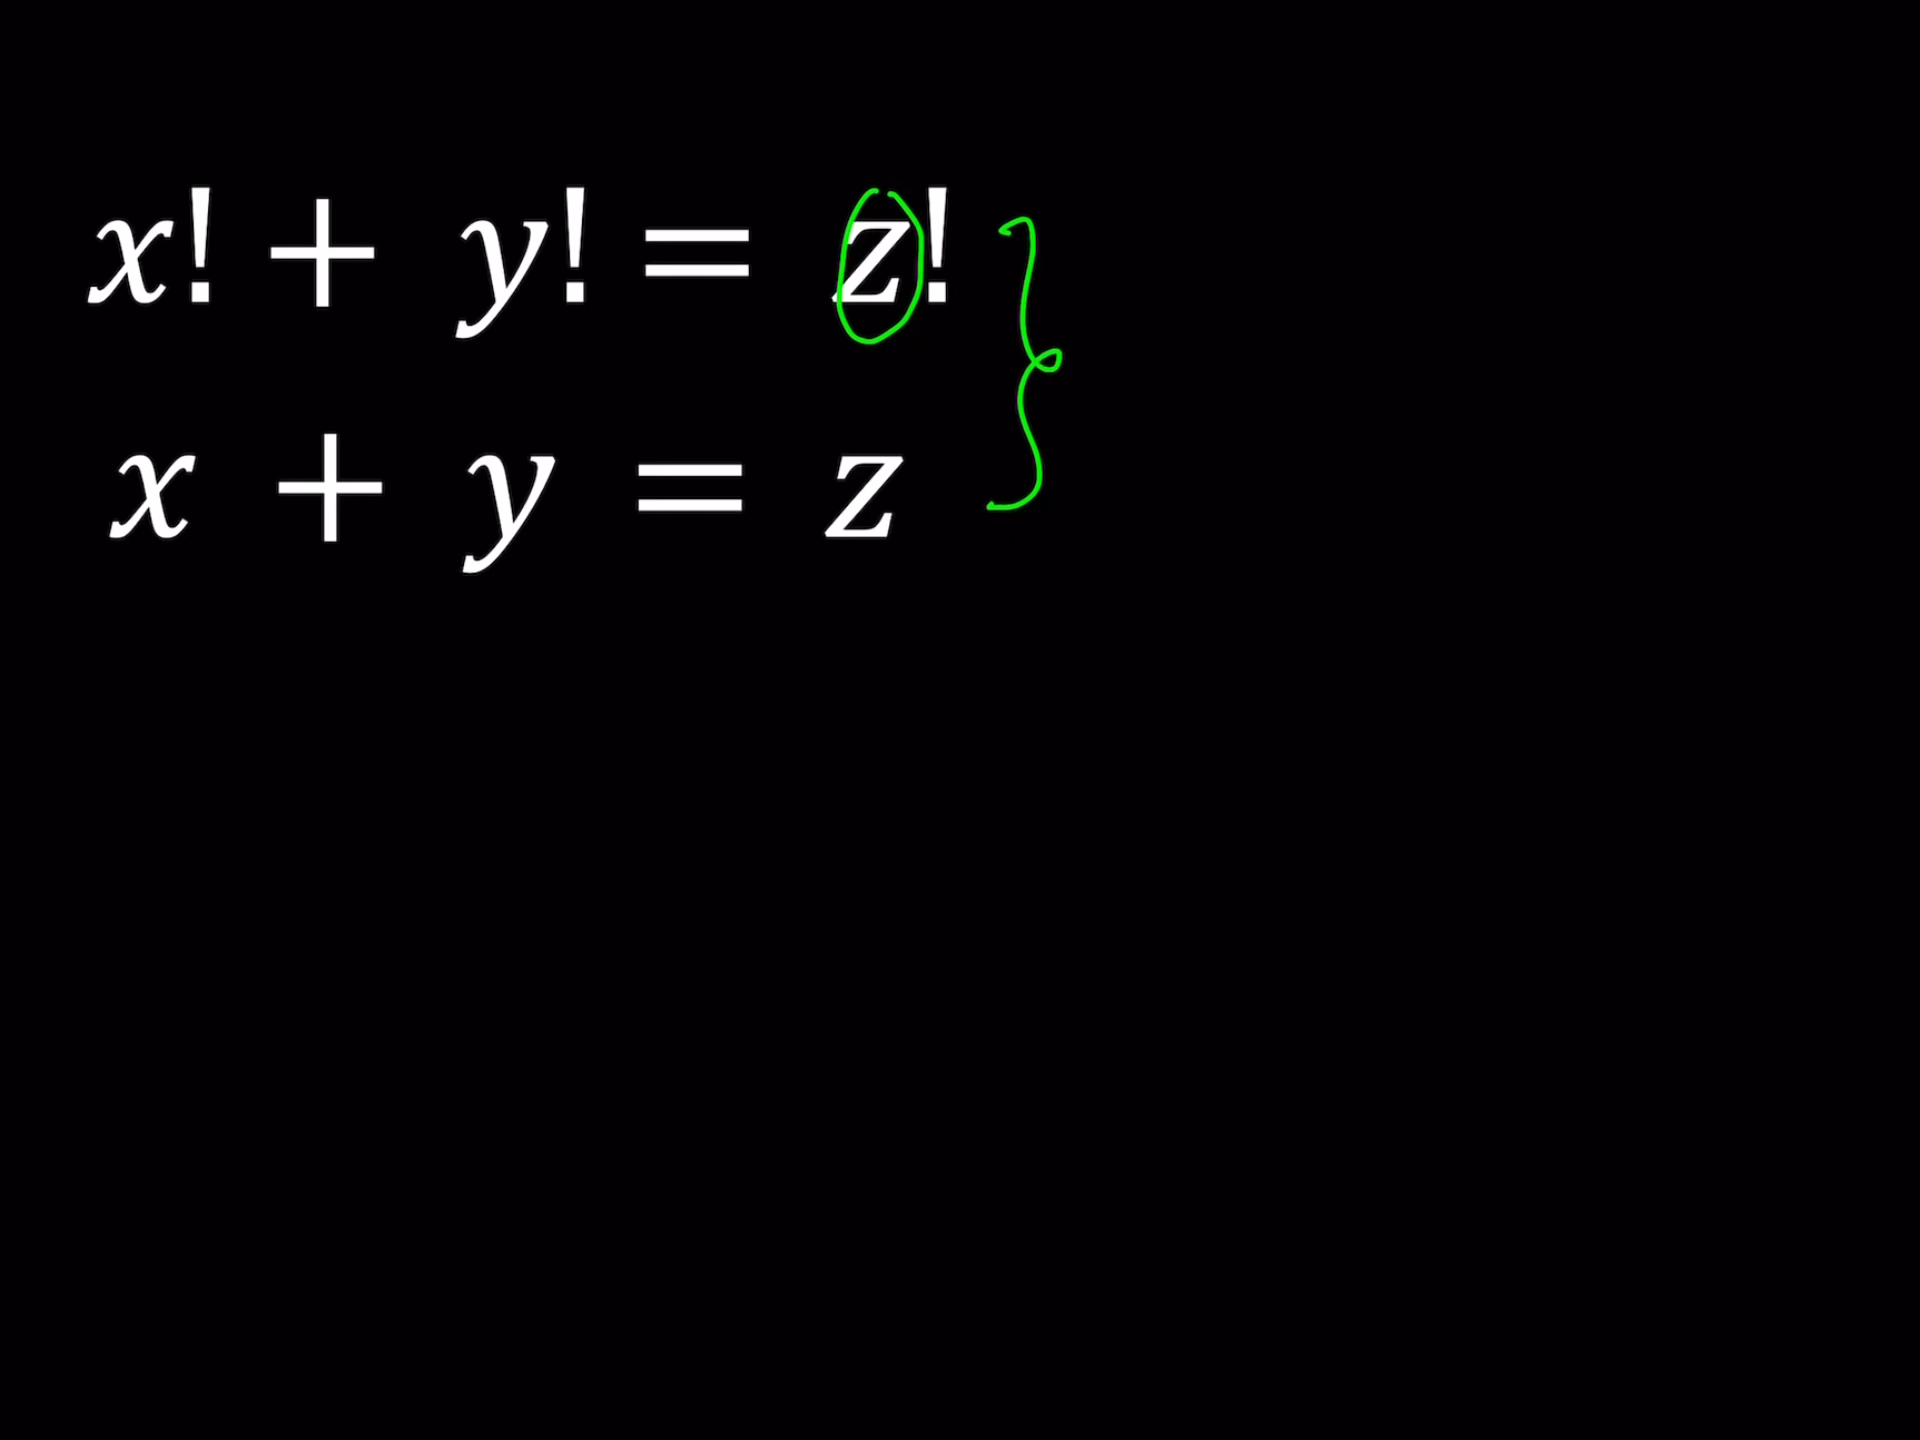 x! + y! = z!
x + y = z